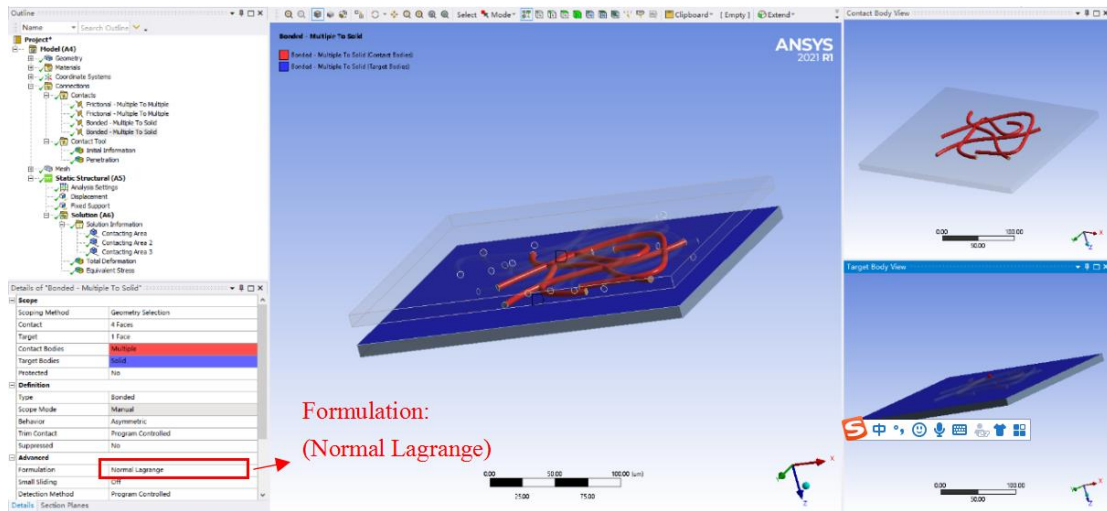 Outline
Name
Search Outline
Select
Mode
Clipboard
[ Empty ]
Extend
Contact Body View
Project*
Model (A4)
Geometry
Materials
Coordinate Systems
Connections
Contacts
Frictional - Multiple To Multiple
Frictional - Multiple To Multiple
Bonded - Multiple To Solid
Bonded - Multiple To Solid
Contact Tool
Initial Information
Penetration
Mesh
Static Structural (A5)
Analysis Settings
Displacement
Fixed Support
Solution (A6)
Solution Information
Contacting Area
Contacting Area 2
Contacting Area 3
Total Deformation
Equivalent Stress
Details of "Bonded - Multiple To Solid"
Scope
Scoping Method Geometry Selection
Contact 4 Faces
Target 1 Face
Contact Bodies Multiple
Target Bodies Solid
Protected No
Definition
Type Bonded
Scope Mode Manual
Behavior Asymmetric
Trim Contact Program Controlled
Suppressed No
Advanced
Formulation Normal Lagrange
Small Sliding Off
Detection Method Program Controlled
Details Section Planes
Bonded - Multiple To Solid
Bonded - Multiple To Solid (Contact Bodies)
Bonded - Multiple To Solid (Target Bodies)
ANSYS
2021 R1
Formulation:
(Normal Lagrange)
0.00 50.00 100.00 (um)
25.00 75.00
X
Z
0.00 100.00
X
Z
Target Body View
S 中
0.00 100.00
50.00
X
Z